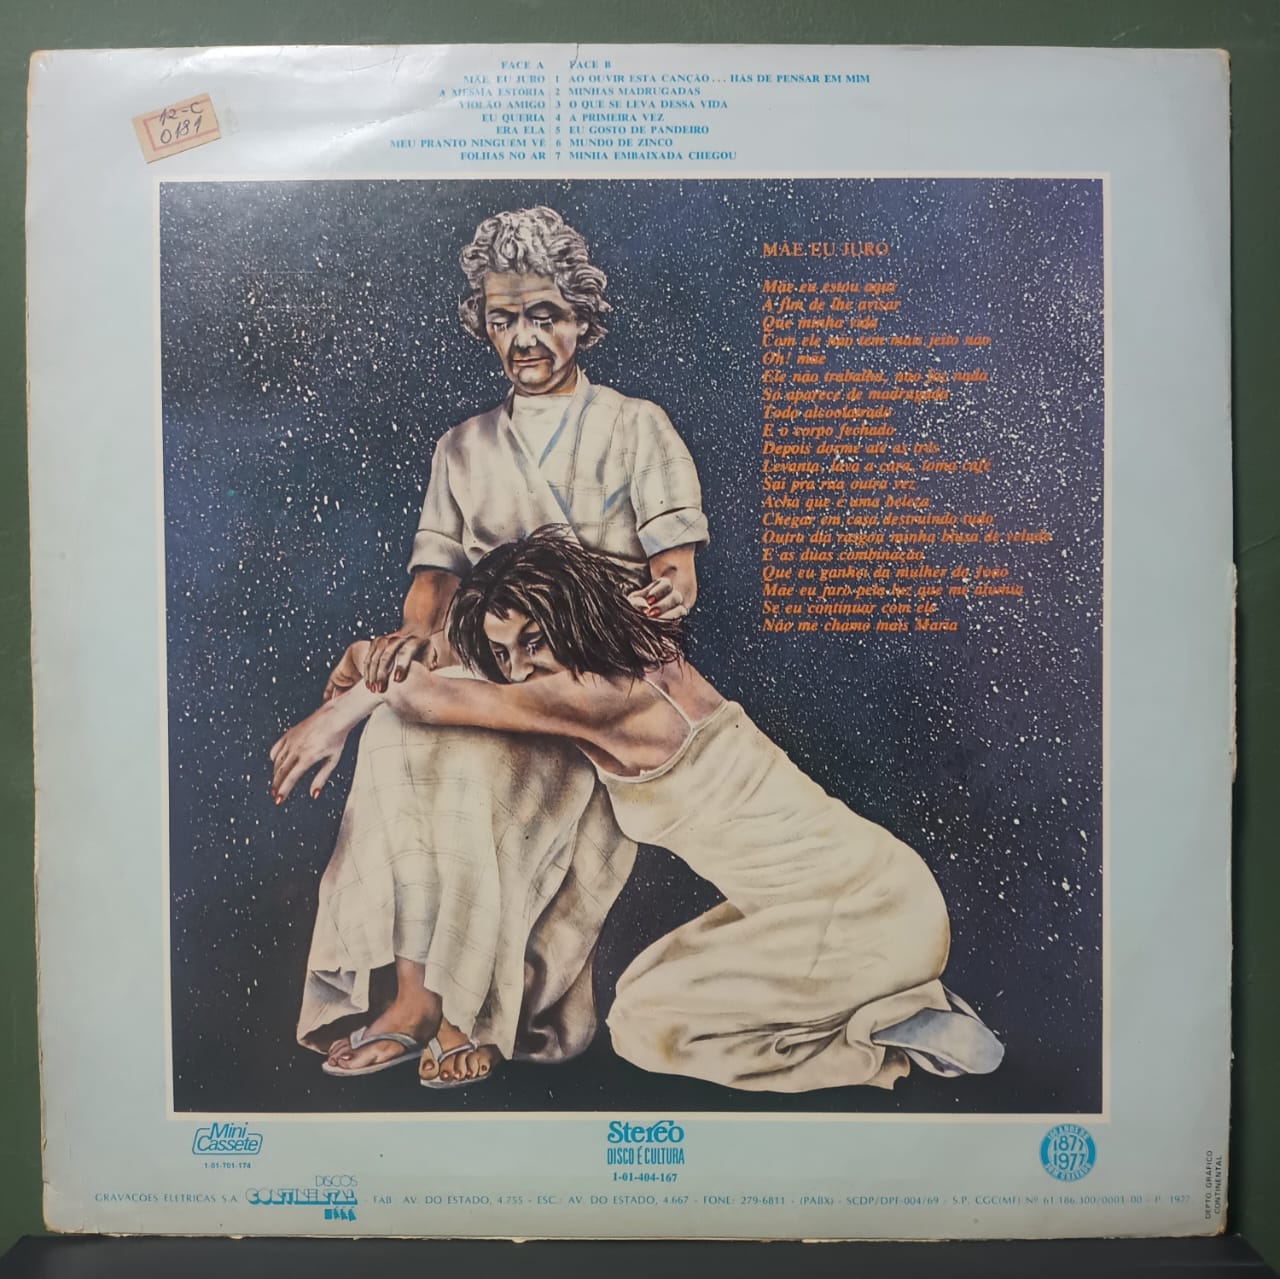 FACE A FACE B
MÃE, EU JURO 1 AO OUVIR ESTA CANÇÃO... HÁS DE PENSAR EM MIM
A MESMA ESTÓRIA 2 MINHAS MADRUGADAS
VIOLÃO AMIGO 3 O QUE SE LEVA DESSA VIDA
EU QUERIA 4 A PRIMEIRA VEZ
ERA ELA 5 EU GOSTO DE PANDEIRO
MEU PRANTO NINGUÉM VÊ 6 MUNDO DE ZINCO
FOLHAS NO AR 7 MINHA EMBAIXADA CHEGOU
12-C
0181
MÃE EU JURO
Mãe eu estou aqui
A fim de lhe avisar
Que minha vida
Com ele não tem mais jeito não
Oh! mãe
Ele não trabalha, não faz nada
Só aparece de madrugada
Todo alcoolatrado
E o corpo fechado
Depois dorme até as três
Levanta, lava a cara, toma café
Sai pra rua outra vez
Acha que é uma beleza
Chegar em casa destruindo tudo
Outro dia rasgou minha blusa de veludo
E as duas combinação
Que eu ganhei da mulher do João
Mãe eu juro pela luz que me alumia
Se eu continuar com ele
Não me chamo mais Maria
Mini
Cassete
1-01-701-174
Stereo
DISCO É CULTURA
1-01-404-167
1877
1977
DISCOS
GRAVAÇÕES ELÉTRICAS S.A. CONTINENTAL FAB. AV. DO ESTADO, 4.755 - ESC.: AV. DO ESTADO, 4.667 - FONE: 279-6811 - (PABX) - SCDP/DPF-004/69 - S.P. CGC(MF) Nº 61.186.300/0001-00 - P. 1977
DEPTO. GRÁFICO
CONTINENTAL